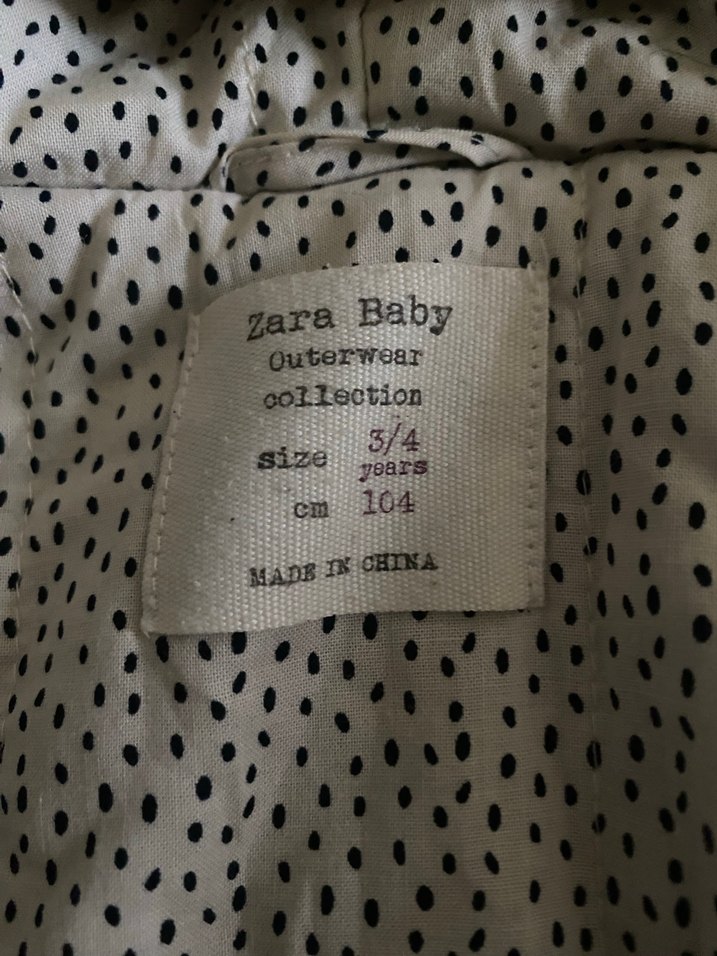 Zara Baby
Outerwear
collection
size 3/4
years
cm 104
MADE IN CHINA